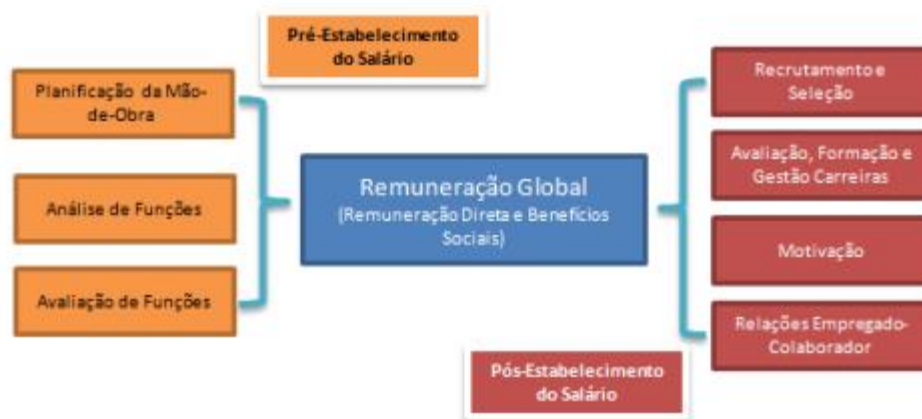 Pré-Estabelecimento
do Salário
Planificação da Mão-
de-Obra
Análise de Funções
Avaliação de Funções
Remuneração Global
(Remuneração Direta e Benefícios
Sociais)
Recrutamento e
Seleção
Avaliação, Formação e
Gestão Carreiras
Motivação
Relações Empregado-
Colaborador
Pós-Estabelecimento
do Salário